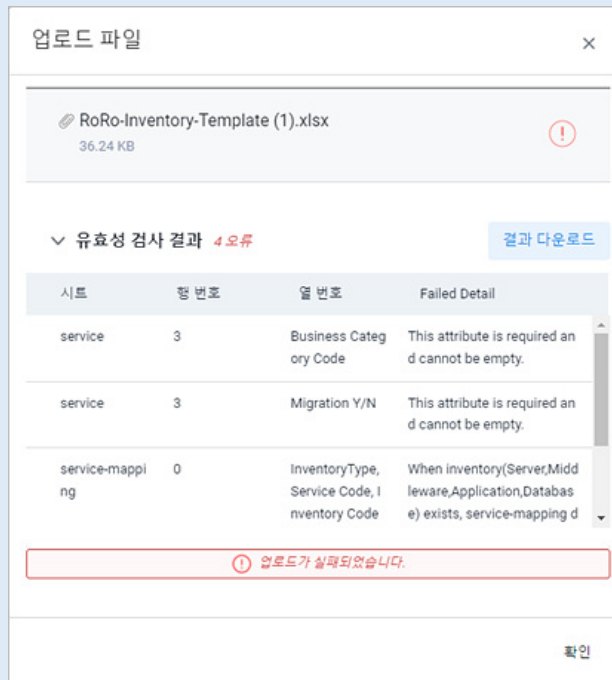 업로드 파일 ×
RoRo-Inventory-Template (1).xlsx
36.24 KB
유효성 검사 결과 4 오류 결과 다운로드
시트 행 번호 열 번호 Failed Detail
service 3 Business Categ This attribute is required an
ory Code d cannot be empty.
service 3 Migration Y/N This attribute is required an
d cannot be empty.
service-mappi 0 InventoryType, When inventory(Server,Midd
ng Service Code, I leware,Application,Databas
nventory Code e) exists, service-mapping d
업로드가 실패되었습니다.
확인